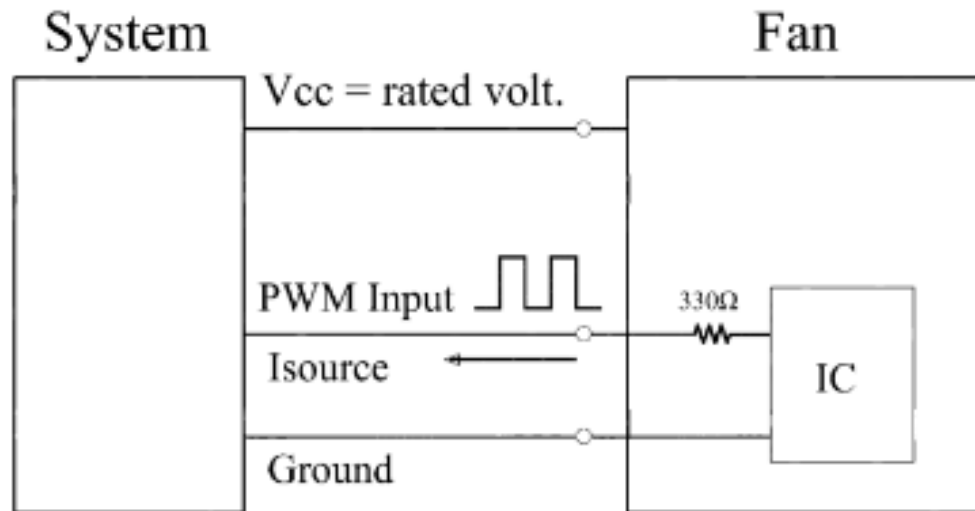 System
Fan
Vcc = rated volt.
PWM Input
330Ω
Isource
IC
Ground